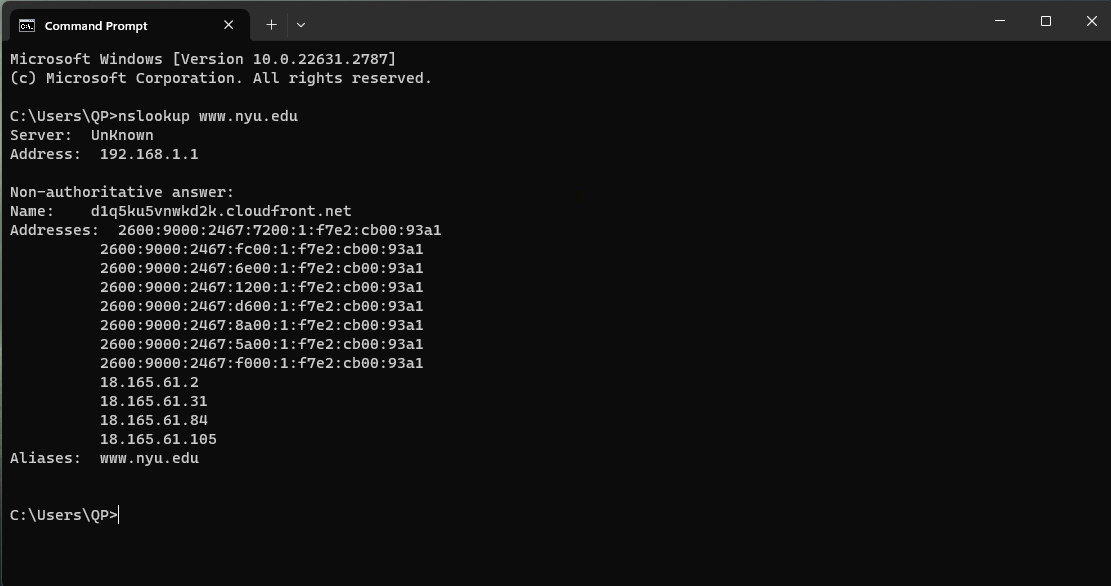 Command Prompt
Microsoft Windows [Version 10.0.22631.2787]
(c) Microsoft Corporation. All rights reserved.
C:\Users\QP>nslookup www.nyu.edu
Server:  UnKnown
Address:  192.168.1.1
Non-authoritative answer:
Name:    d1q5ku5vnwkd2k.cloudfront.net
Addresses:  2600:9000:2467:7200:1:f7e2:cb00:93a1
2600:9000:2467:fc00:1:f7e2:cb00:93a1
2600:9000:2467:6e00:1:f7e2:cb00:93a1
2600:9000:2467:1200:1:f7e2:cb00:93a1
2600:9000:2467:d600:1:f7e2:cb00:93a1
2600:9000:2467:8a00:1:f7e2:cb00:93a1
2600:9000:2467:5a00:1:f7e2:cb00:93a1
2600:9000:2467:f000:1:f7e2:cb00:93a1
18.165.61.2
18.165.61.31
18.165.61.84
18.165.61.105
Aliases:  www.nyu.edu
C:\Users\QP>